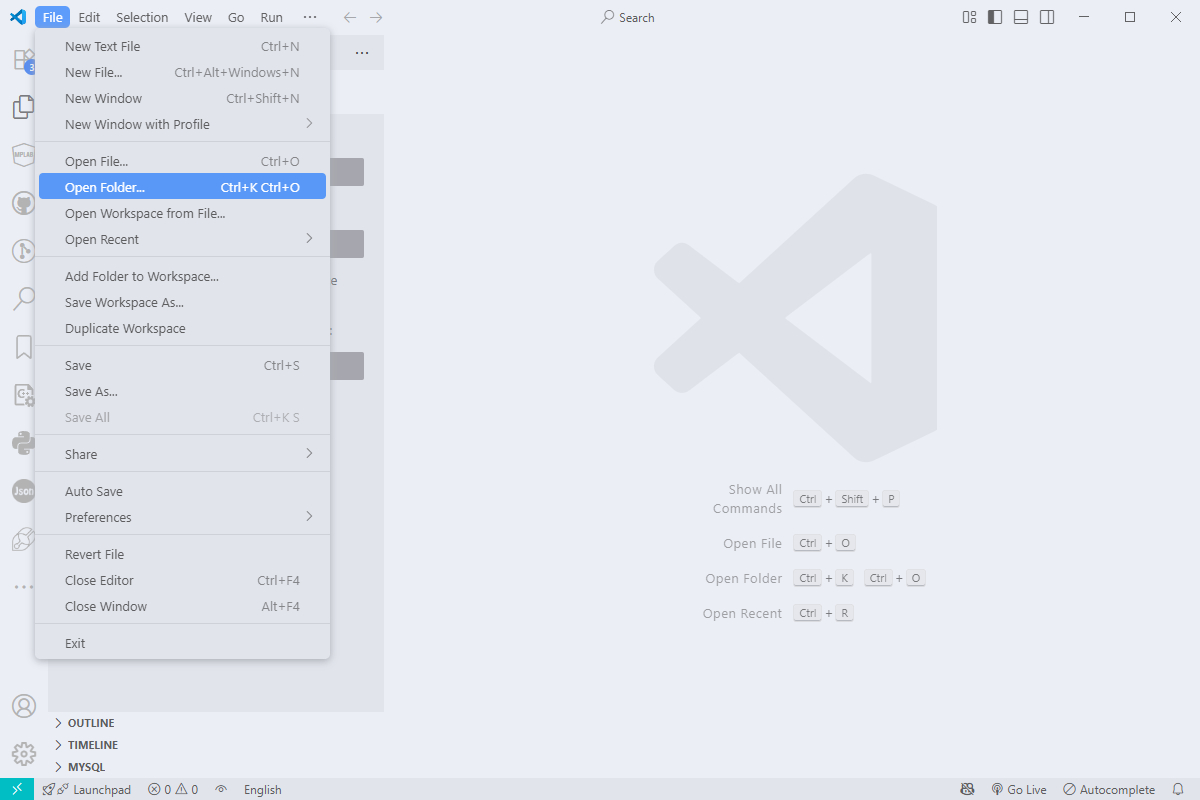 File Edit Selection View Go Run ···
Search
New Text File Ctrl+N
New File... Ctrl+Alt+Windows+N
New Window Ctrl+Shift+N
New Window with Profile
Open File... Ctrl+O
Open Folder... Ctrl+K Ctrl+O
Open Workspace from File...
Open Recent
Add Folder to Workspace...
Save Workspace As...
Duplicate Workspace
Save Ctrl+S
Save As...
Save All Ctrl+K S
Share
Auto Save
Preferences
Revert File
Close Editor Ctrl+F4
Close Window Alt+F4
Exit
3
MPLAB
C++
Json
e
:
Show All
Commands Ctrl + Shift + P
Open File Ctrl + O
Open Folder Ctrl + K Ctrl + O
Open Recent Ctrl + R
OUTLINE
TIMELINE
MYSQL
Launchpad 0 0 English Go Live Autocomplete